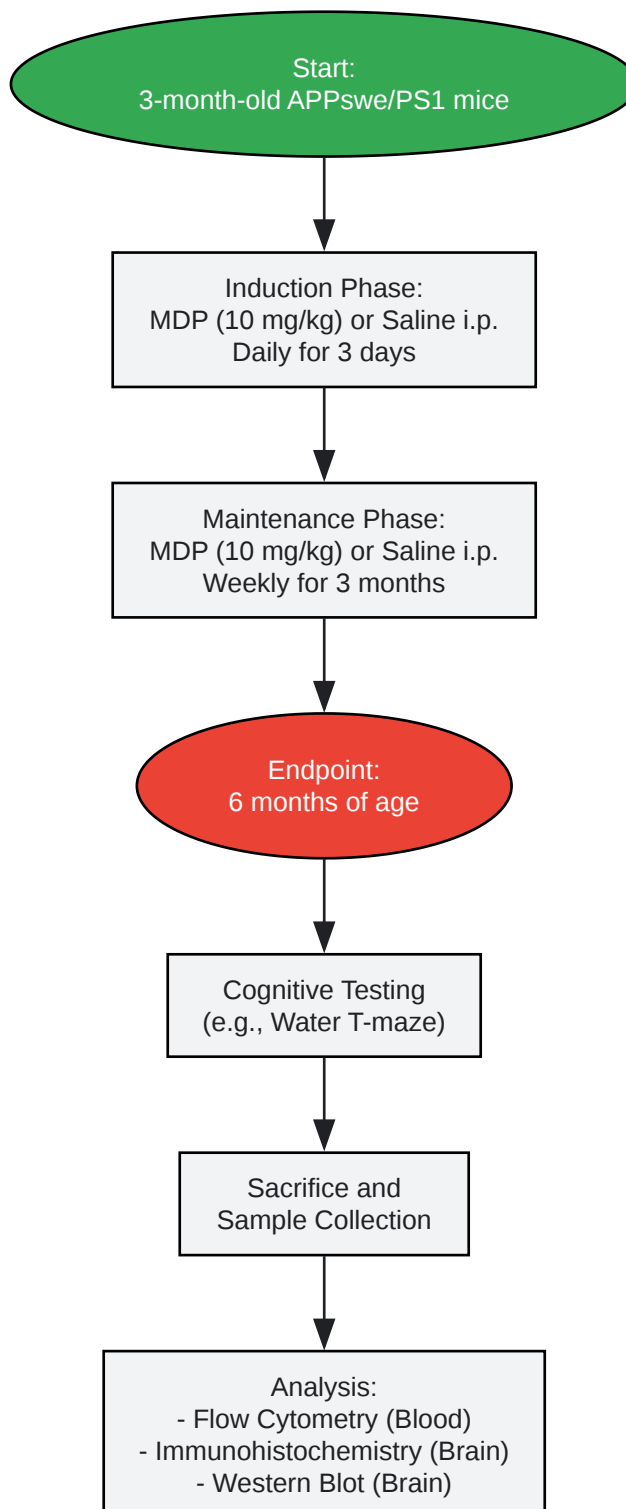 Start:
3-month-old APPswe/PS1 mice
Induction Phase:
MDP (10 mg/kg) or Saline i.p.
Daily for 3 days
Maintenance Phase:
MDP (10 mg/kg) or Saline i.p.
Weekly for 3 months
Endpoint:
6 months of age
Cognitive Testing
(e.g., Water T-maze)
Sacrifice and
Sample Collection
Analysis:
- Flow Cytometry (Blood)
- Immunohistochemistry (Brain)
- Western Blot (Brain)